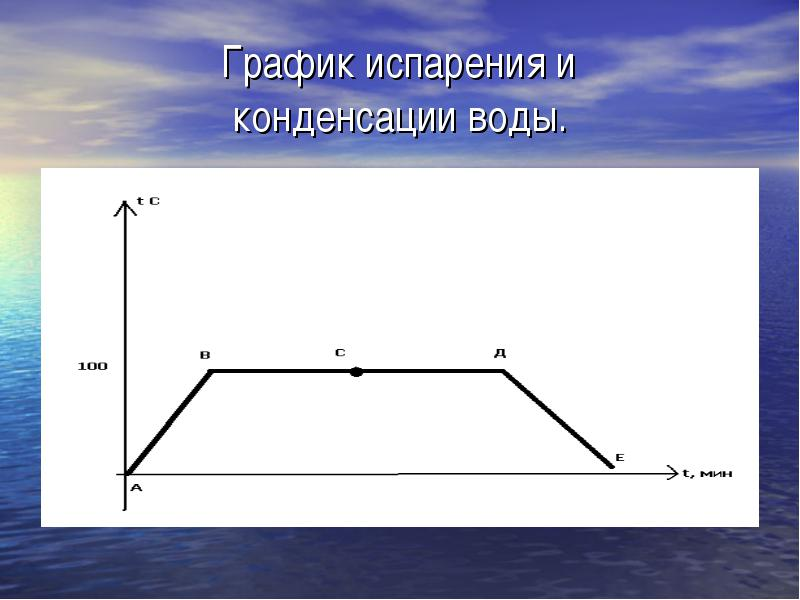 График испарения и
конденсации воды.
t C
В С Д
100
Е
t, мин
А